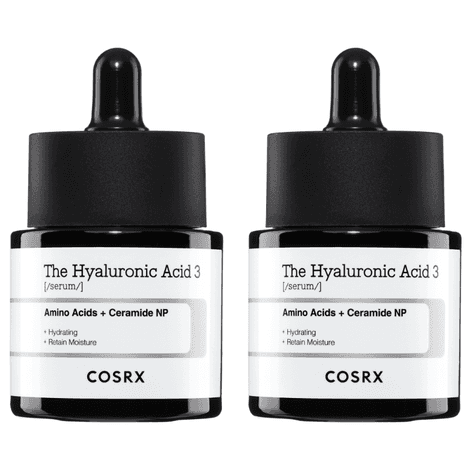 The Hyaluronic Acid 3
[/serum/]
Amino Acids + Ceramide NP
+ Hydrating
+ Retain Moisture
COSRX
The Hyaluronic Acid 3
[/serum/]
Amino Acids + Ceramide NP
+ Hydrating
+ Retain Moisture
COSRX